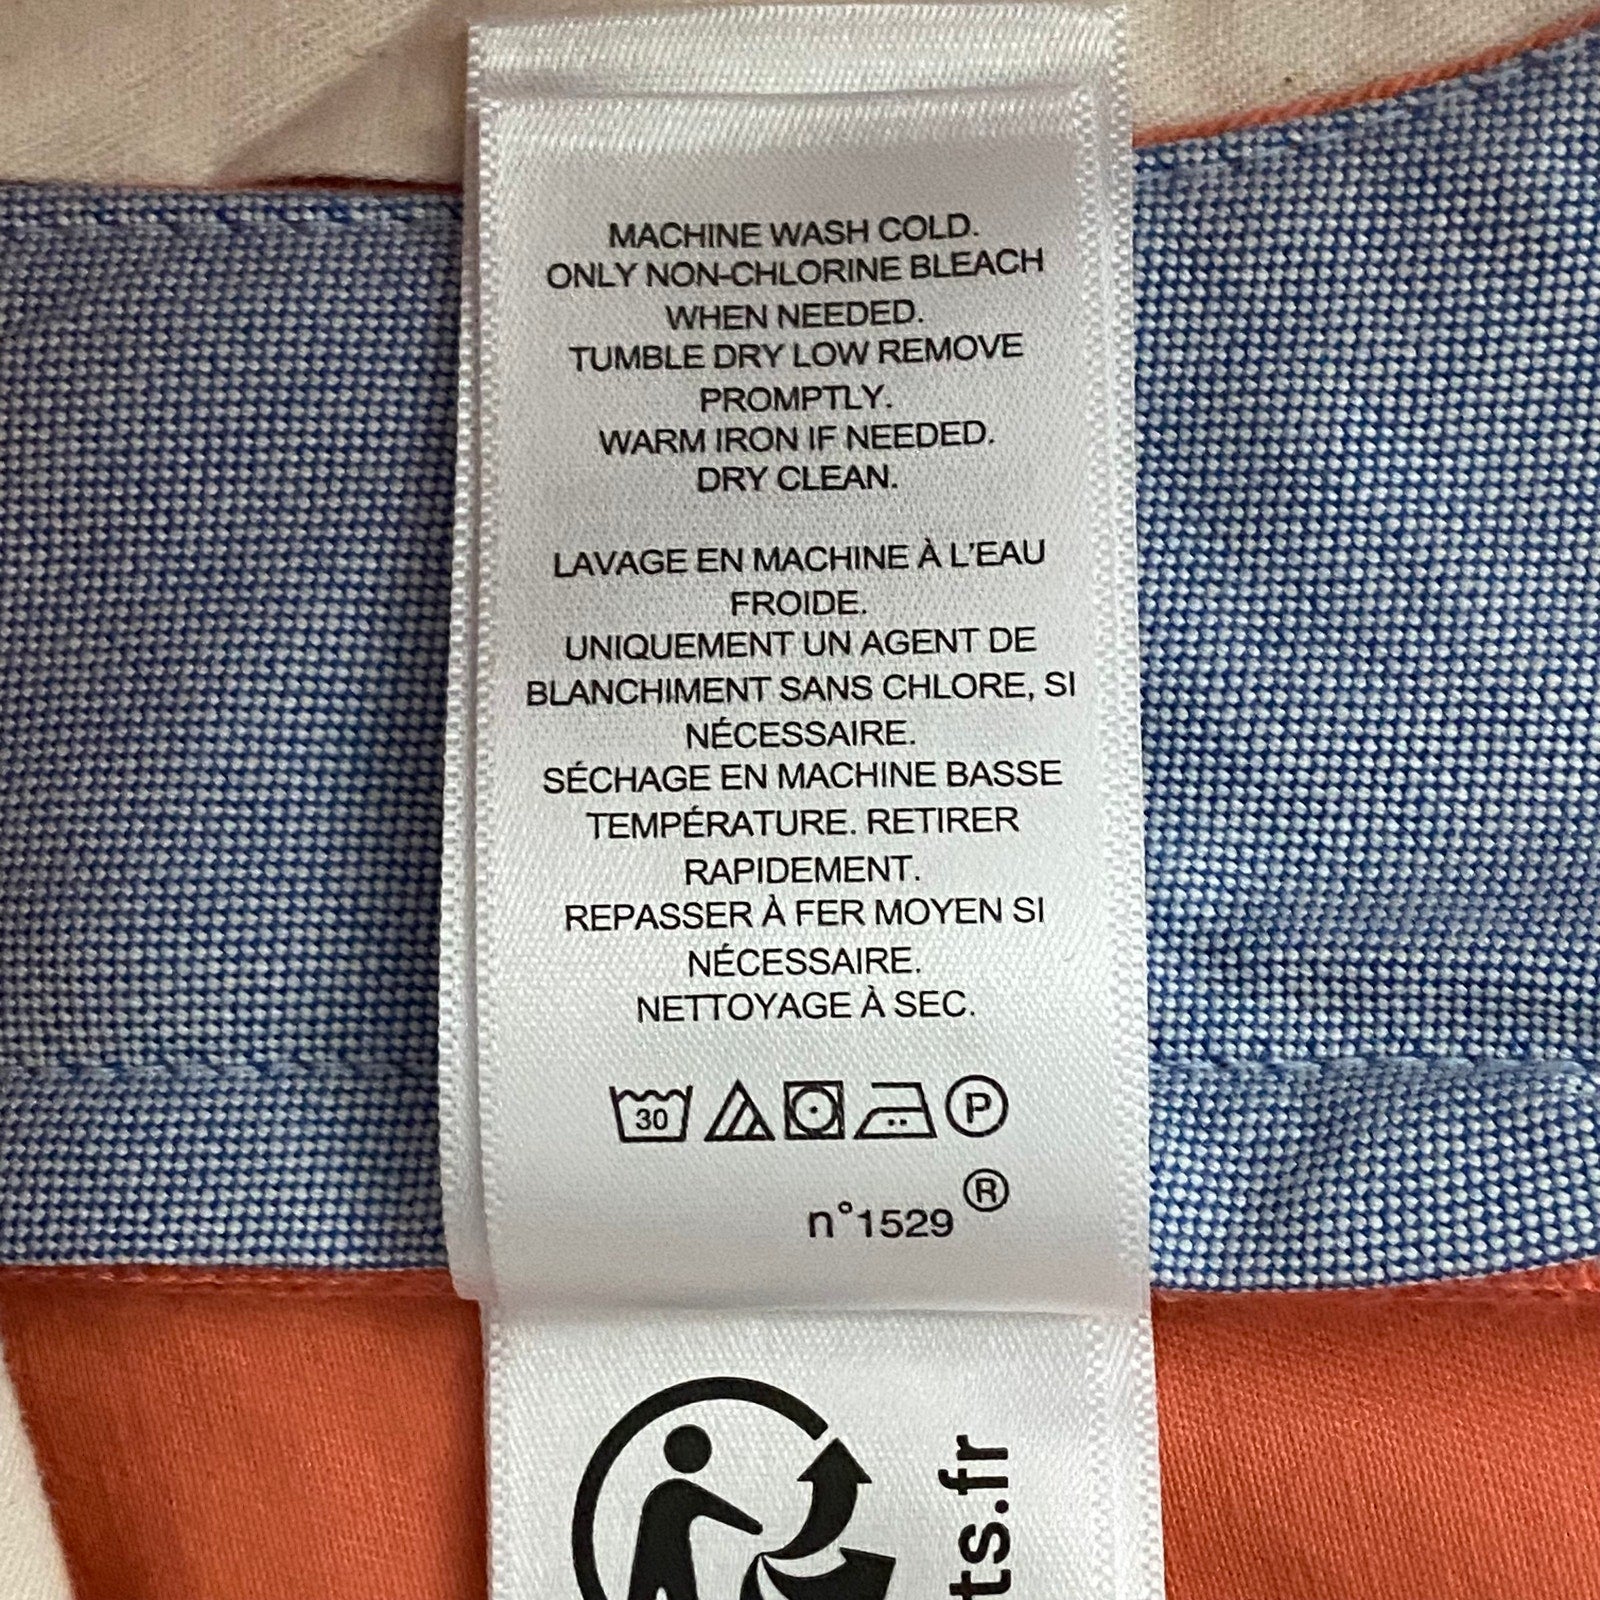 MACHINE WASH COLD.
ONLY NON-CHLORINE BLEACH
WHEN NEEDED.
TUMBLE DRY LOW REMOVE
PROMPTLY.
WARM IRON IF NEEDED.
DRY CLEAN.
LAVAGE EN MACHINE À L'EAU
FROIDE.
UNIQUEMENT UN AGENT DE
BLANCHIMENT SANS CHLORE, SI
NÉCESSAIRE.
SÉCHAGE EN MACHINE BASSE
TEMPÉRATURE. RETIRER
RAPIDEMENT.
REPASSER À FER MOYEN SI
NÉCESSAIRE.
NETTOYAGE À SEC.
30 P
n°1529 ®
ts.fr